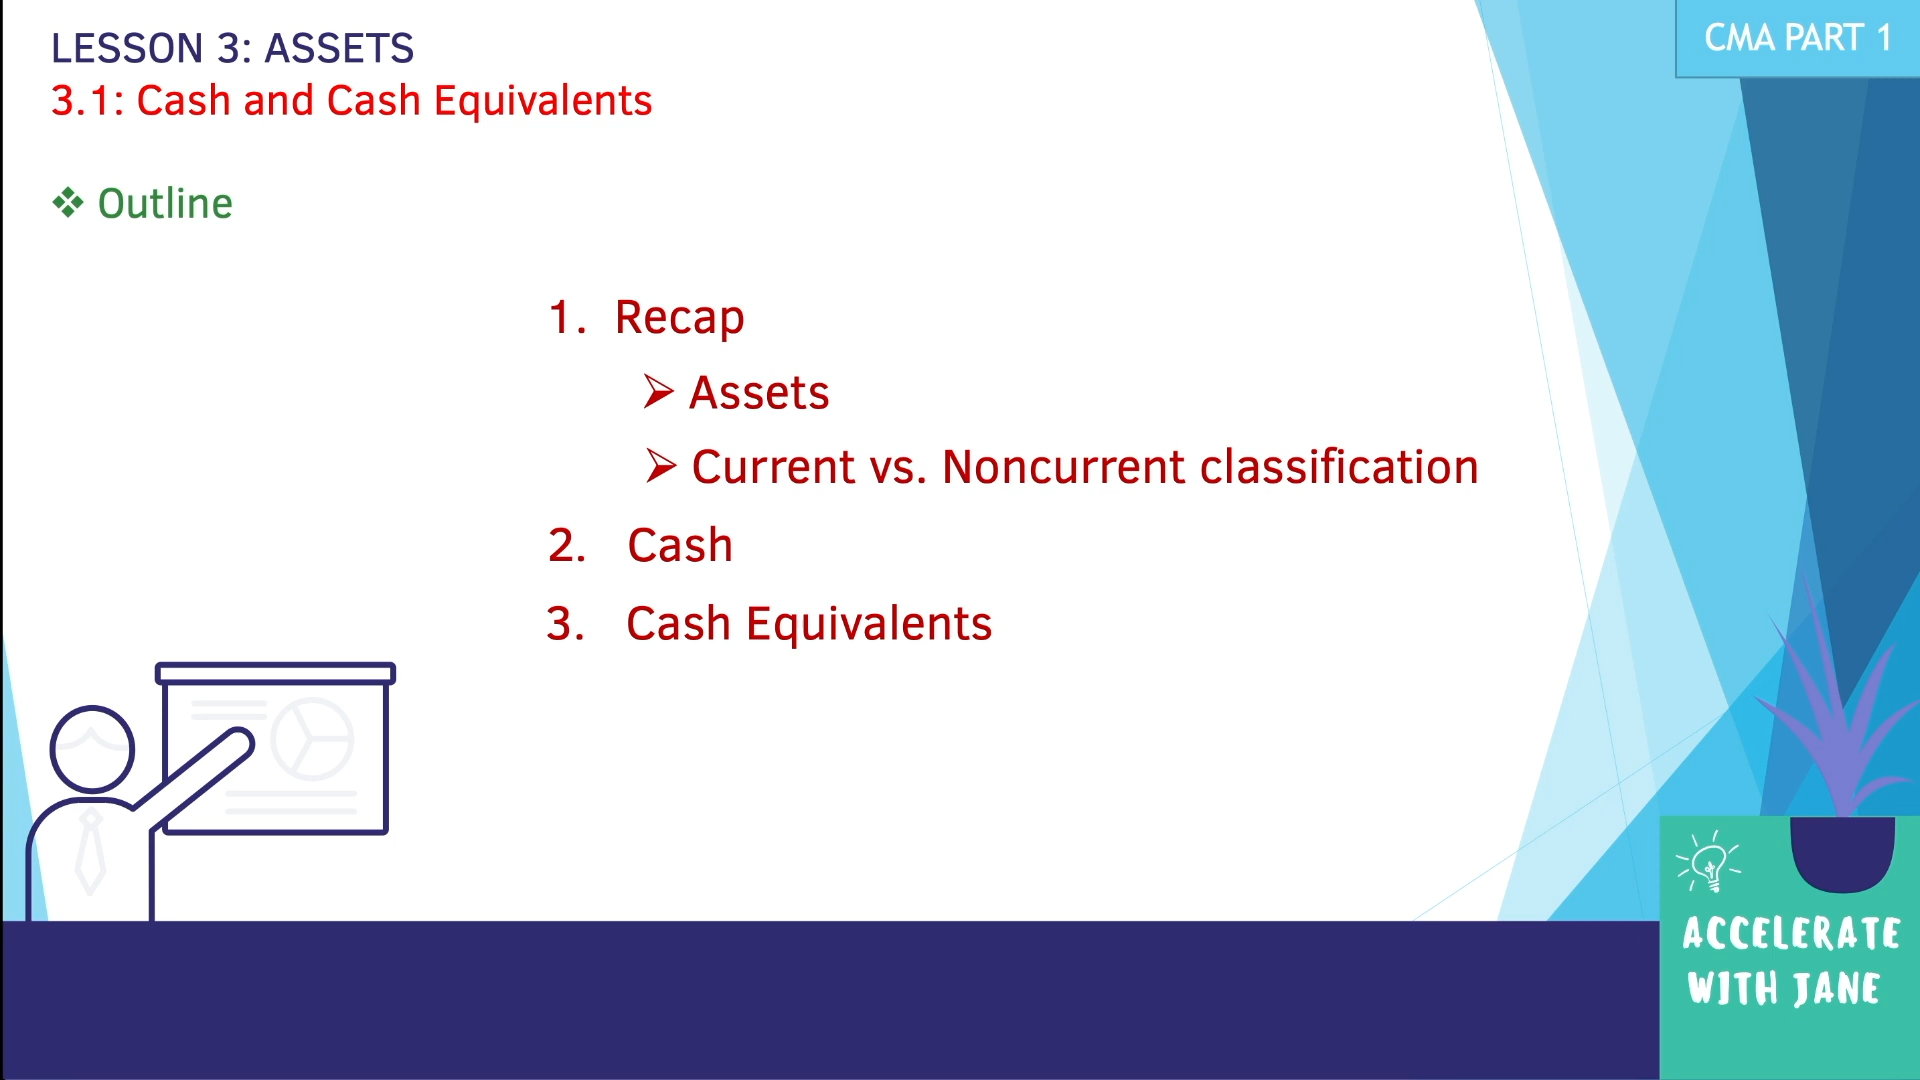 LESSON 3: ASSETS
CMA PART 1
3.1: Cash and Cash Equivalents
❖ Outline
1. Recap
➢ Assets
➢ Current vs. Noncurrent classification
2. Cash
3. Cash Equivalents
ACCELERATE
WITH JANE